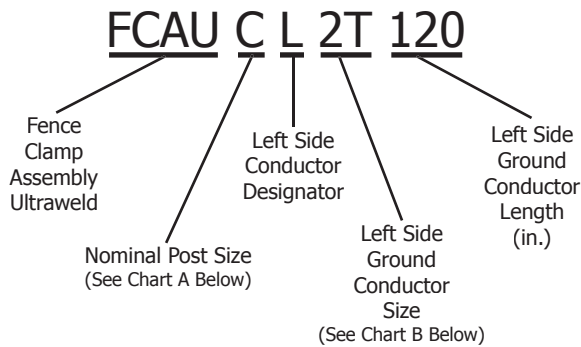 FCAU C L 2T 120
Fence
Clamp
Assembly
Ultraweld
Nominal Post Size
(See Chart A Below)
Left Side
Conductor
Designator
Left Side
Ground
Conductor
Size
(See Chart B Below)
Left Side
Ground
Conductor
Length
(in.)